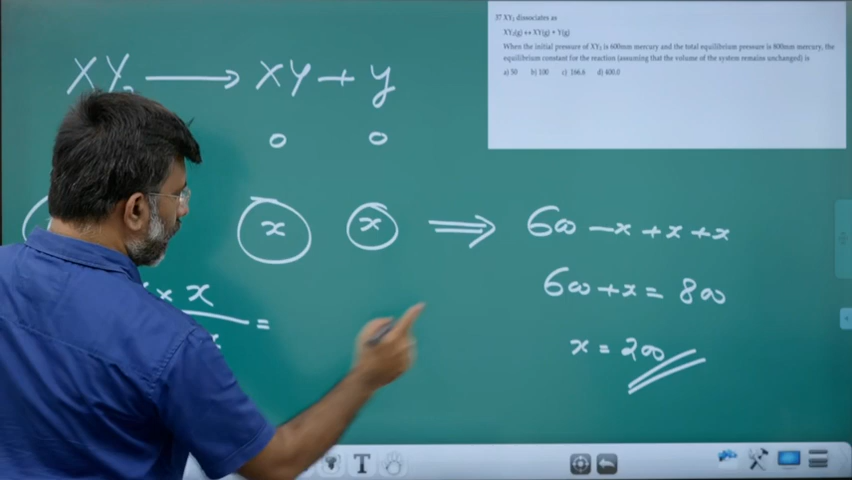 37 XY₂ dissociates as
XY₂(g) ↔ XY(g) + Y(g)
When the initial pressure of XY₂ is 600mm mercury and the total equilibrium pressure is 800mm mercury, the
equilibrium constant for the reaction (assuming that the volume of the system remains unchanged) is
a) 50 b) 100 c) 166.6 d) 400.0
XY₂ ⟶ XY + Y
0 0
x x ⟹ 600 - x + x + x
600 + x = 800
× x =
x = 200
T